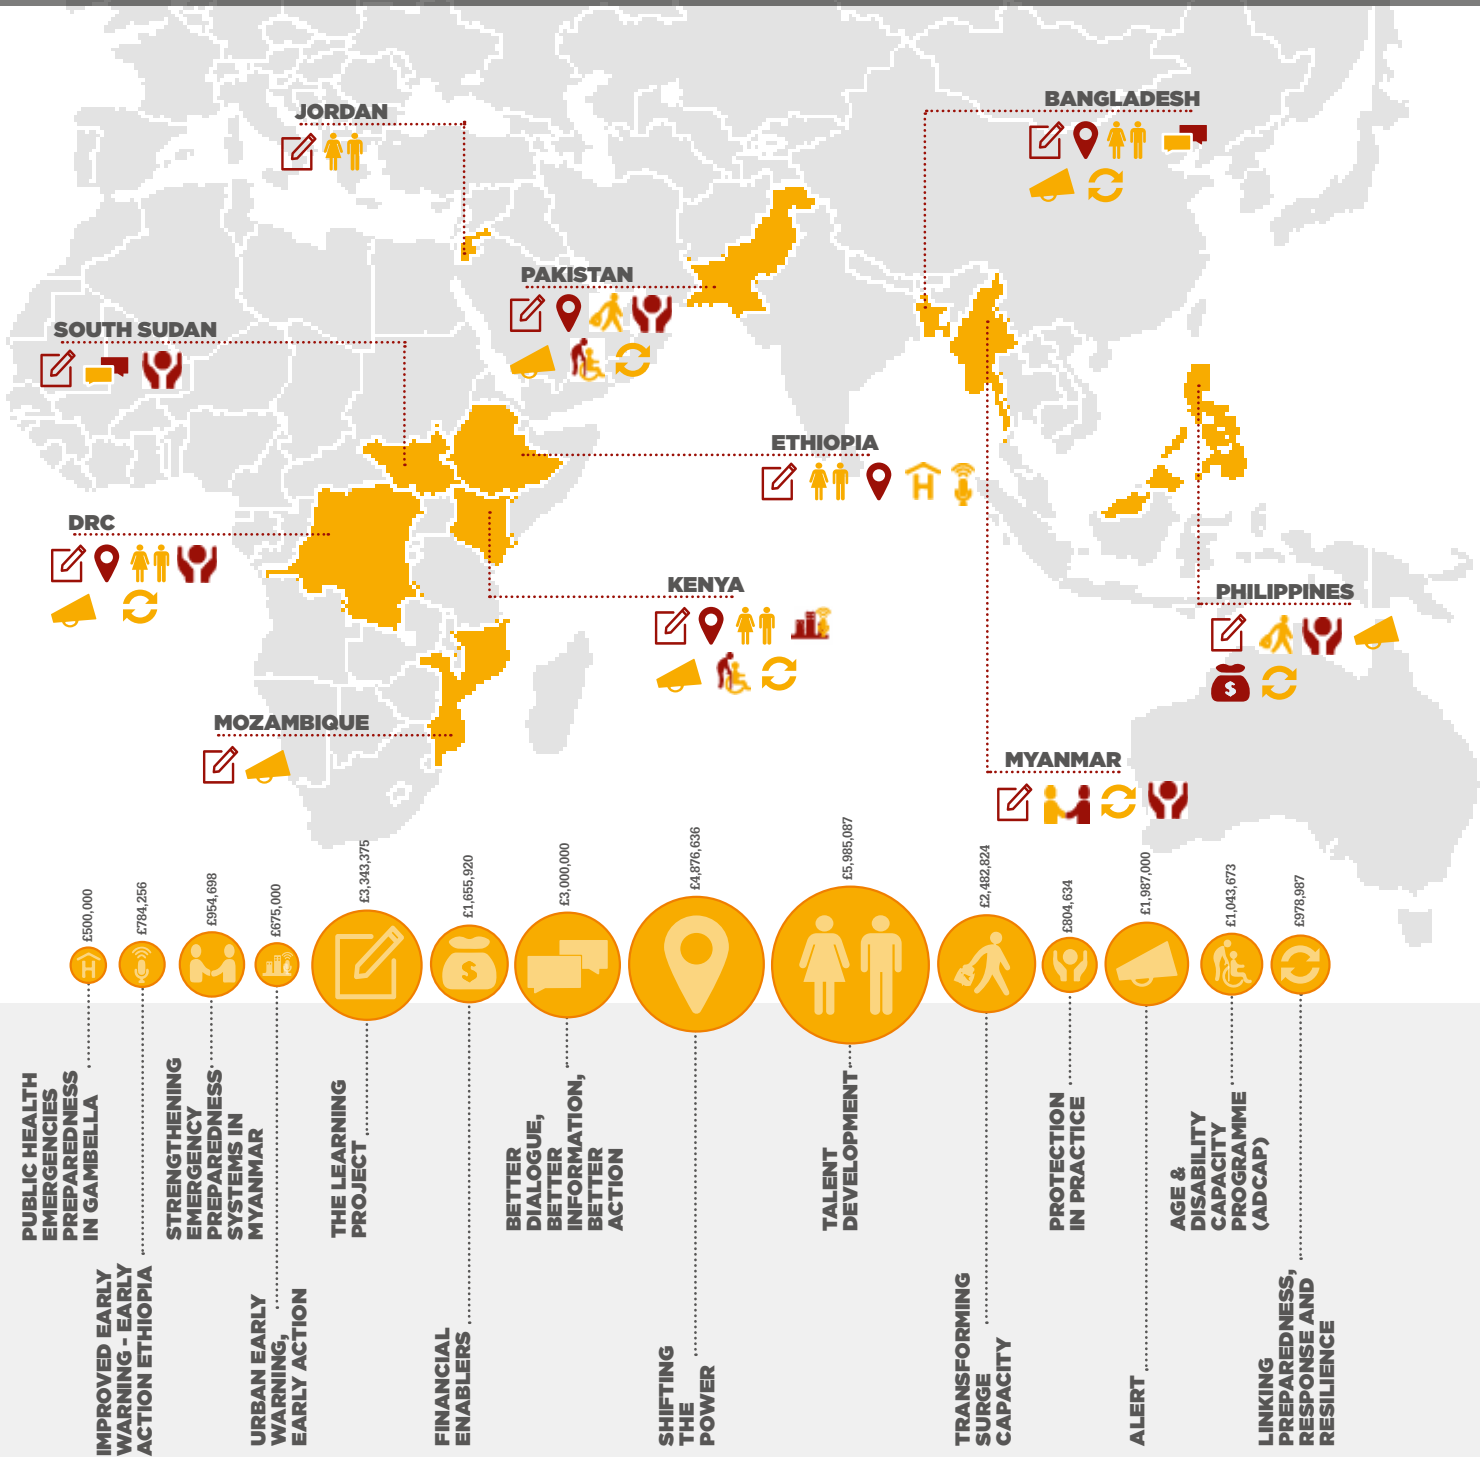 JORDAN
BANGLADESH
PAKISTAN
SOUTH SUDAN
ETHIOPIA
DRC
KENYA
PHILIPPINES
MOZAMBIQUE
MYANMAR
£500,000
£784,256
£954,698
£675,000
£3,343,375
£1,655,920
£3,000,000
£4,876,636
£5,985,087
£2,482,824
£804,634
£1,987,000
£1,043,673
£978,987
H
H
$
$
PUBLIC HEALTH
EMERGENCIES
PREPAREDNESS
IN GAMBELLA
IMPROVED EARLY
WARNING - EARLY
ACTION ETHIOPIA
STRENGTHENING
EMERGENCY
PREPAREDNESS
SYSTEMS IN
MYANMAR
URBAN EARLY
WARNING,
EARLY ACTION
THE LEARNING
PROJECT
FINANCIAL
ENABLERS
BETTER
DIALOGUE,
BETTER
INFORMATION,
BETTER
ACTION
SHIFTING
THE
POWER
TALENT
DEVELOPMENT
TRANSFORMING
SURGE
CAPACITY
PROTECTION
IN PRACTICE
ALERT
AGE &
DISABILITY
CAPACITY
PROGRAMME
(ADCAP)
LINKING
PREPAREDNESS,
RESPONSE AND
RESILIENCE